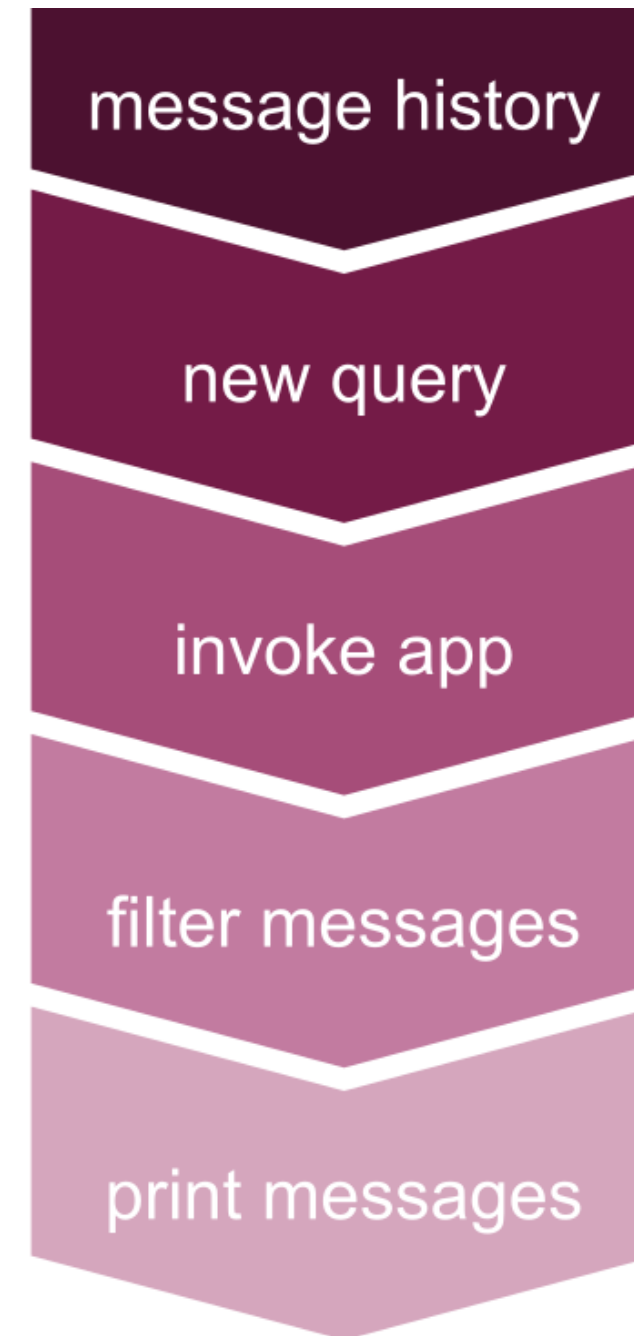 message history
new query
invoke app
filter messages
print messages